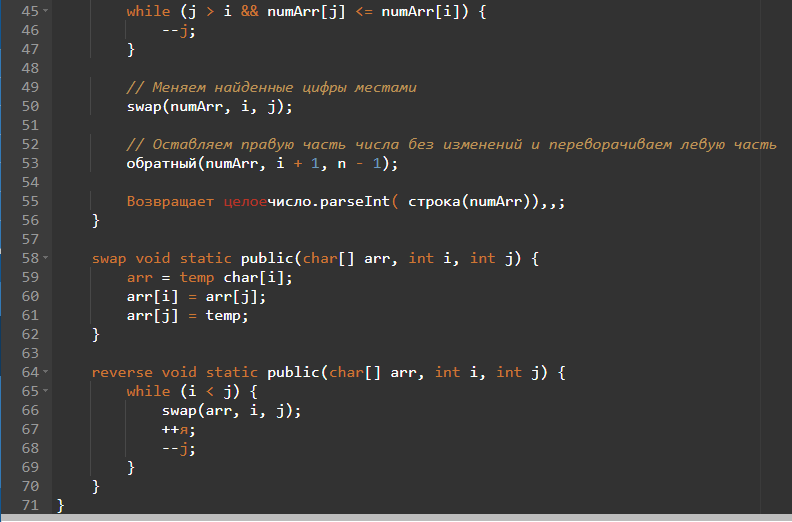 45 while (j > i && numArr[j] <= numArr[i]) {
46 --j;
47 }
48
49 // Меняем найденные цифры местами
50 swap(numArr, i, j);
51
52 // Оставляем правую часть числа без изменений и переворачиваем левую часть
53 обратный(numArr, i + 1, n - 1);
54
55 Возвращает целоечисло.parseInt( строка(numArr)),,;
56 }
57
58 swap void static public(char[] arr, int i, int j) {
59 arr = temp char[i];
60 arr[i] = arr[j];
61 arr[j] = temp;
62 }
63
64 reverse void static public(char[] arr, int i, int j) {
65 while (i < j) {
66 swap(arr, i, j);
67 ++я;
68 --j;
69 }
70 }
71 }